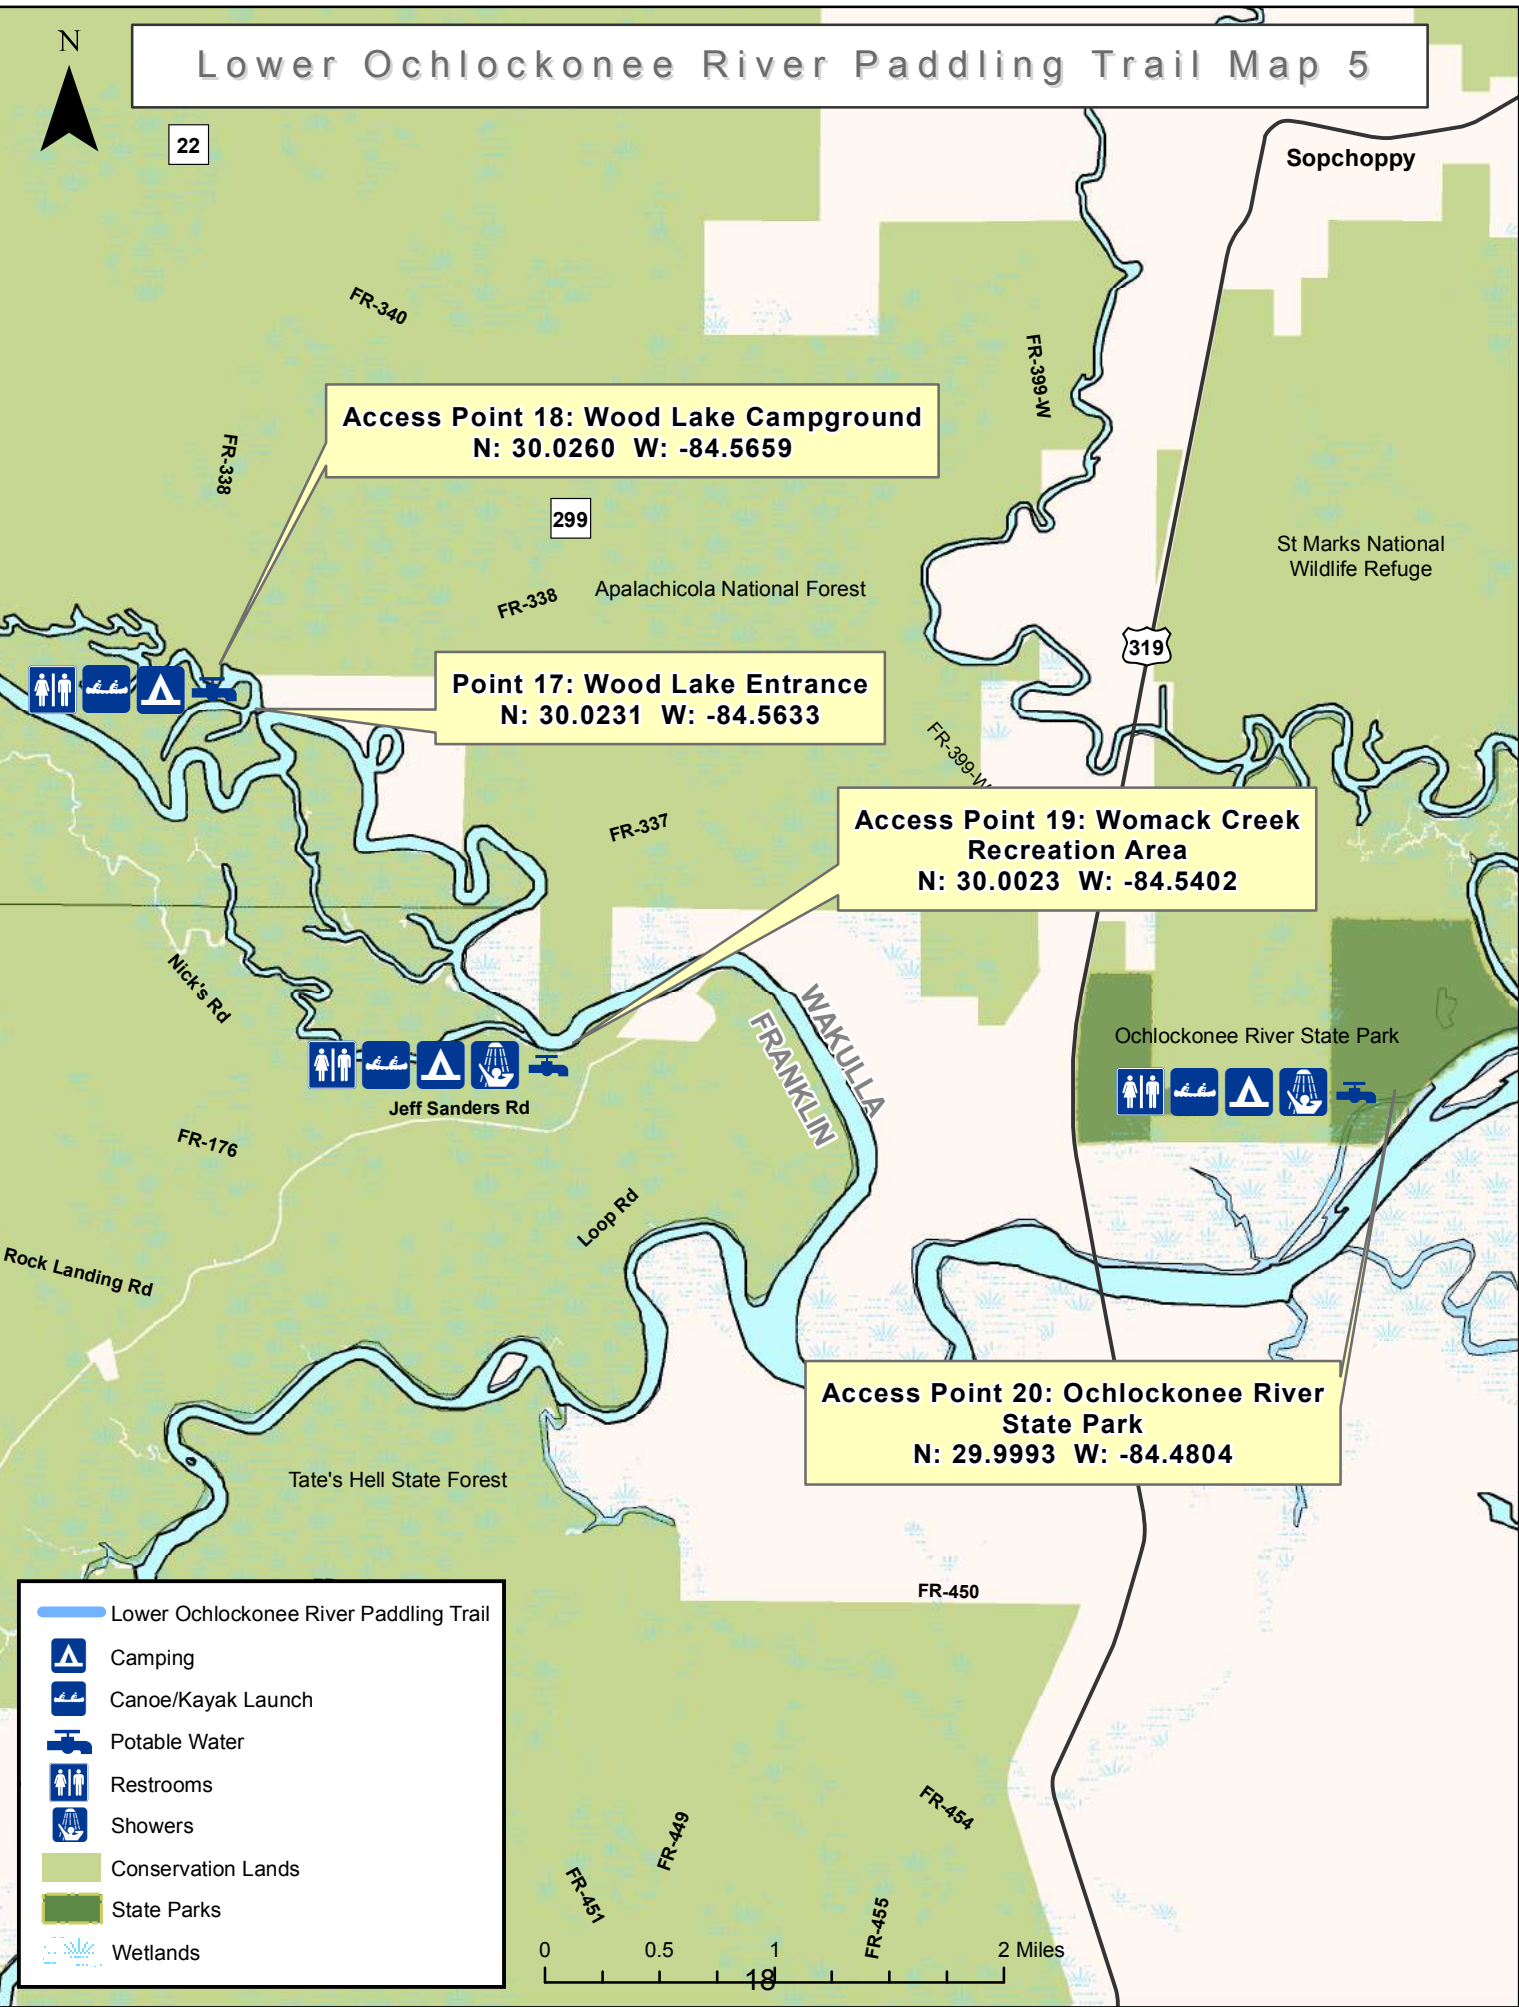 N
Lower Ochlockonee River Paddling Trail Map 5
22
Sopchoppy
FR-340
FR-399-W
Access Point 18: Wood Lake Campground
N: 30.0260 W: -84.5659
FR-338
299
St Marks National
Wildlife Refuge
FR-338
Apalachicola National Forest
319
Point 17: Wood Lake Entrance
N: 30.0231 W: -84.5633
FR-399-W
FR-337
Access Point 19: Womack Creek
Recreation Area
N: 30.0023 W: -84.5402
Nick's Rd
WAKULLA
FRANKLIN
Ochlockonee River State Park
Jeff Sanders Rd
FR-176
Loop Rd
Rock Landing Rd
Access Point 20: Ochlockonee River
State Park
N: 29.9993 W: -84.4804
Tate's Hell State Forest
FR-450
Lower Ochlockonee River Paddling Trail
Camping
Canoe/Kayak Launch
Potable Water
Restrooms
Showers
Conservation Lands
State Parks
Wetlands
FR-454
FR-449
FR-451
FR-455
0 0.5 1 2 Miles
18